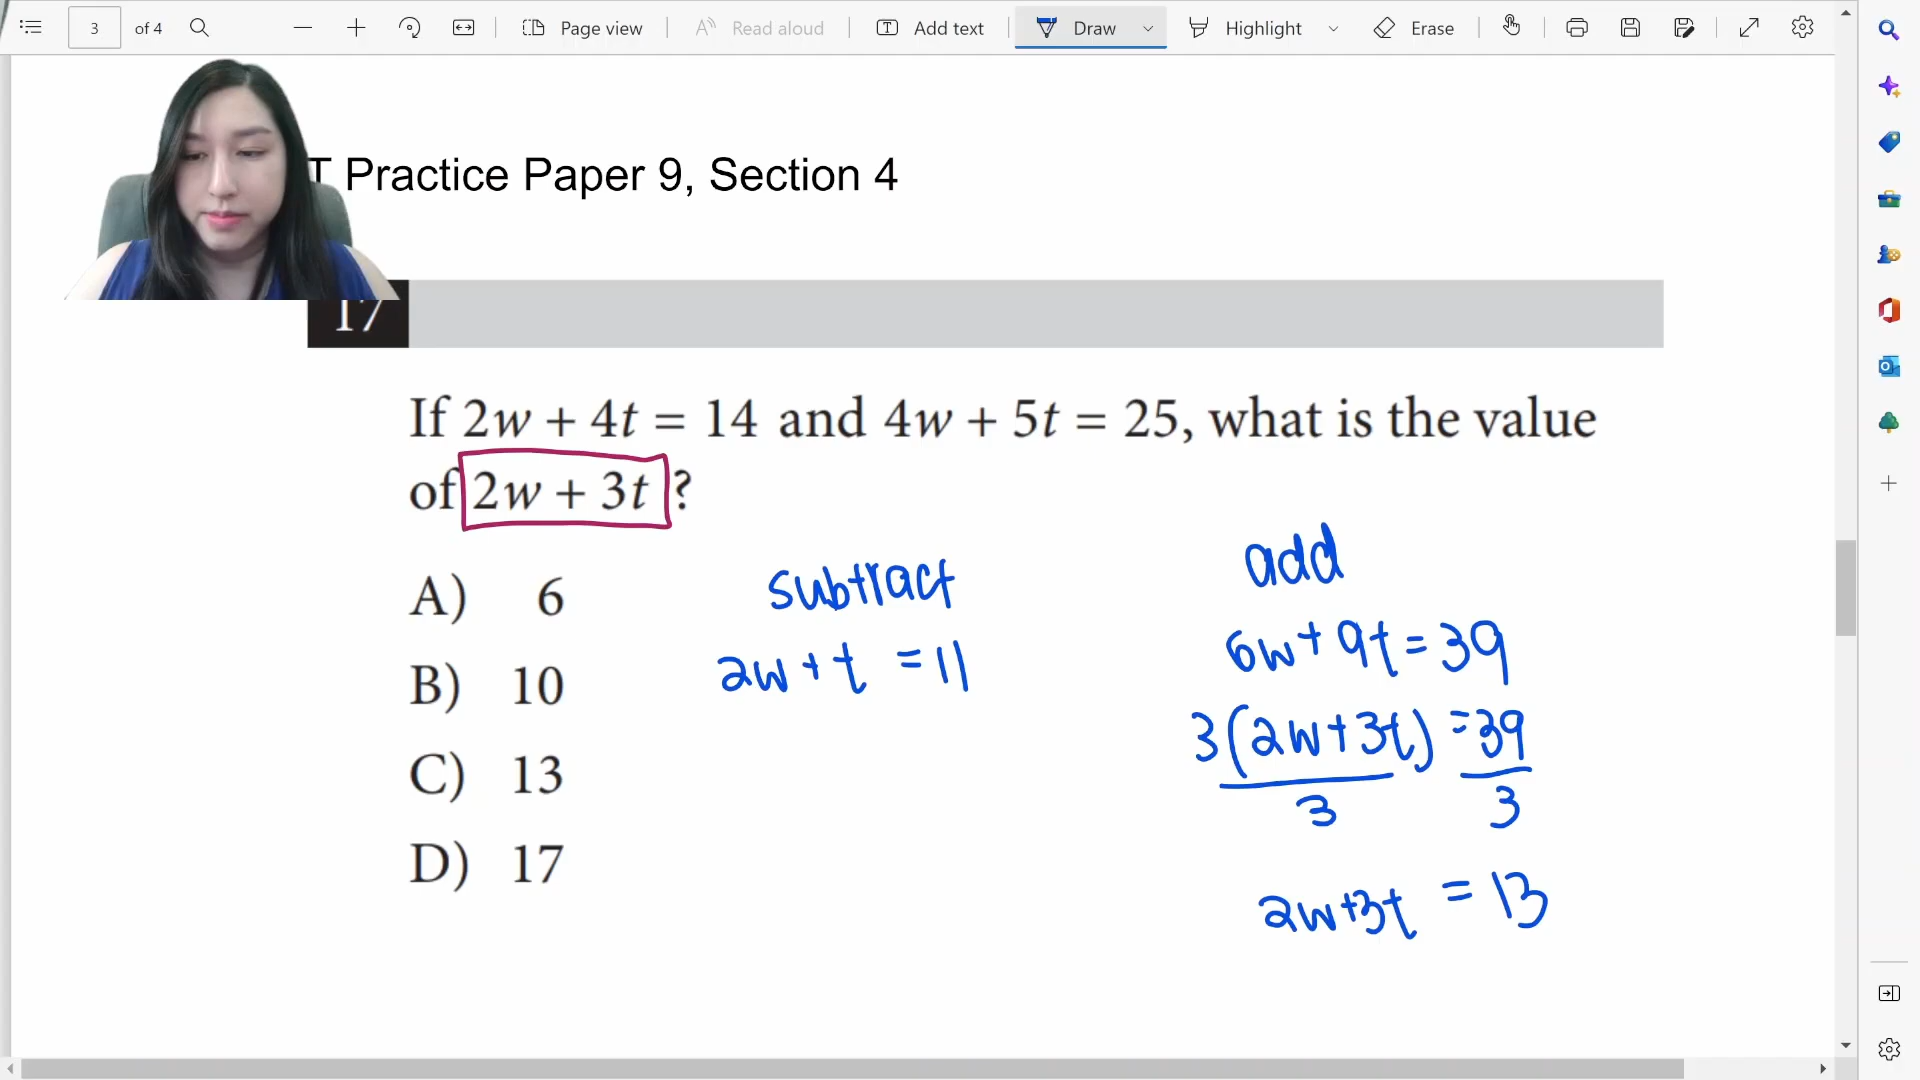 3 of 4 Page view Read aloud Add text Draw Highlight Erase
T Practice Paper 9, Section 4
17
If 2w + 4t = 14 and 4w + 5t = 25, what is the value
of 2w + 3t ?
A) 6
B) 10
C) 13
D) 17
subtract
2w + t = 11
add
6w + 9t = 39
3(2w + 3t) = 39
3 3
2w+3t = 13